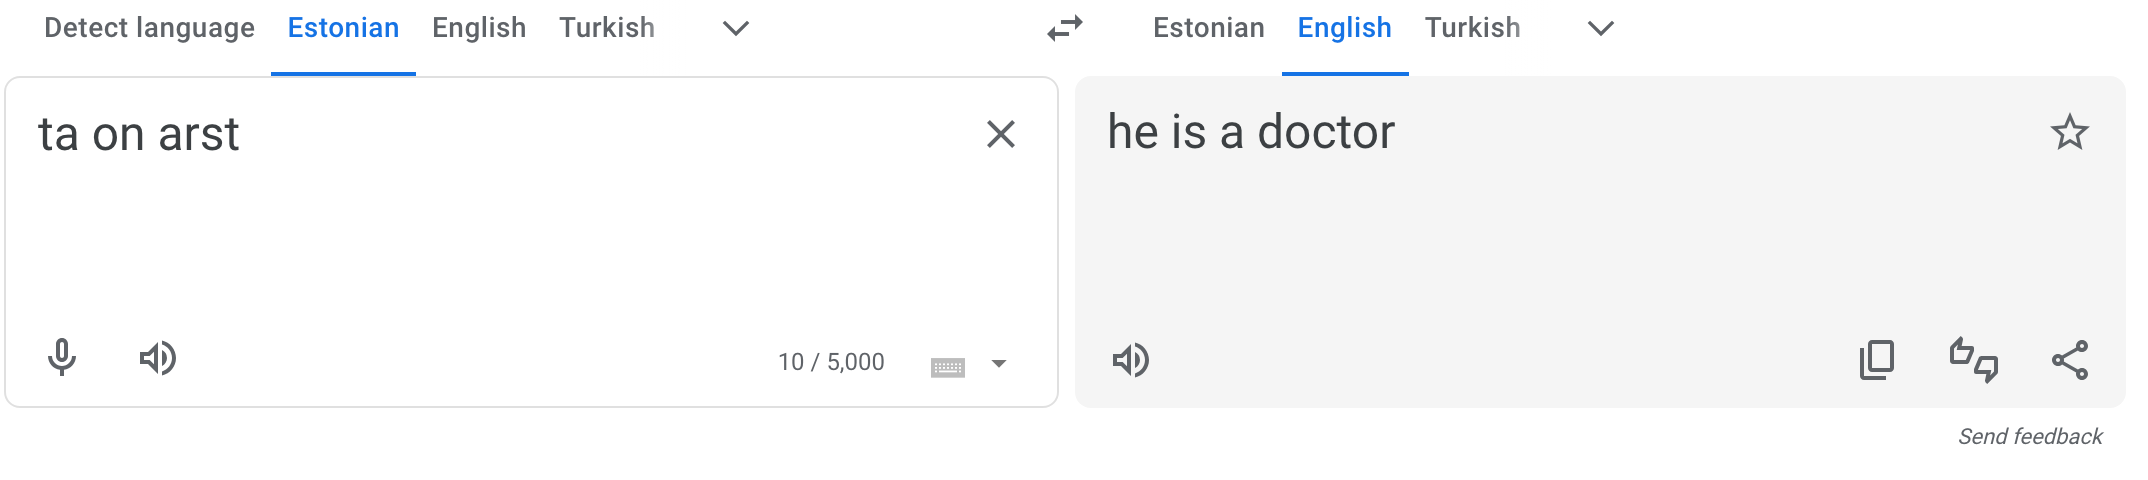 Detect language Estonian English Turkish Estonian English Turkish
ta on arst
he is a doctor
10 / 5,000
Send feedback